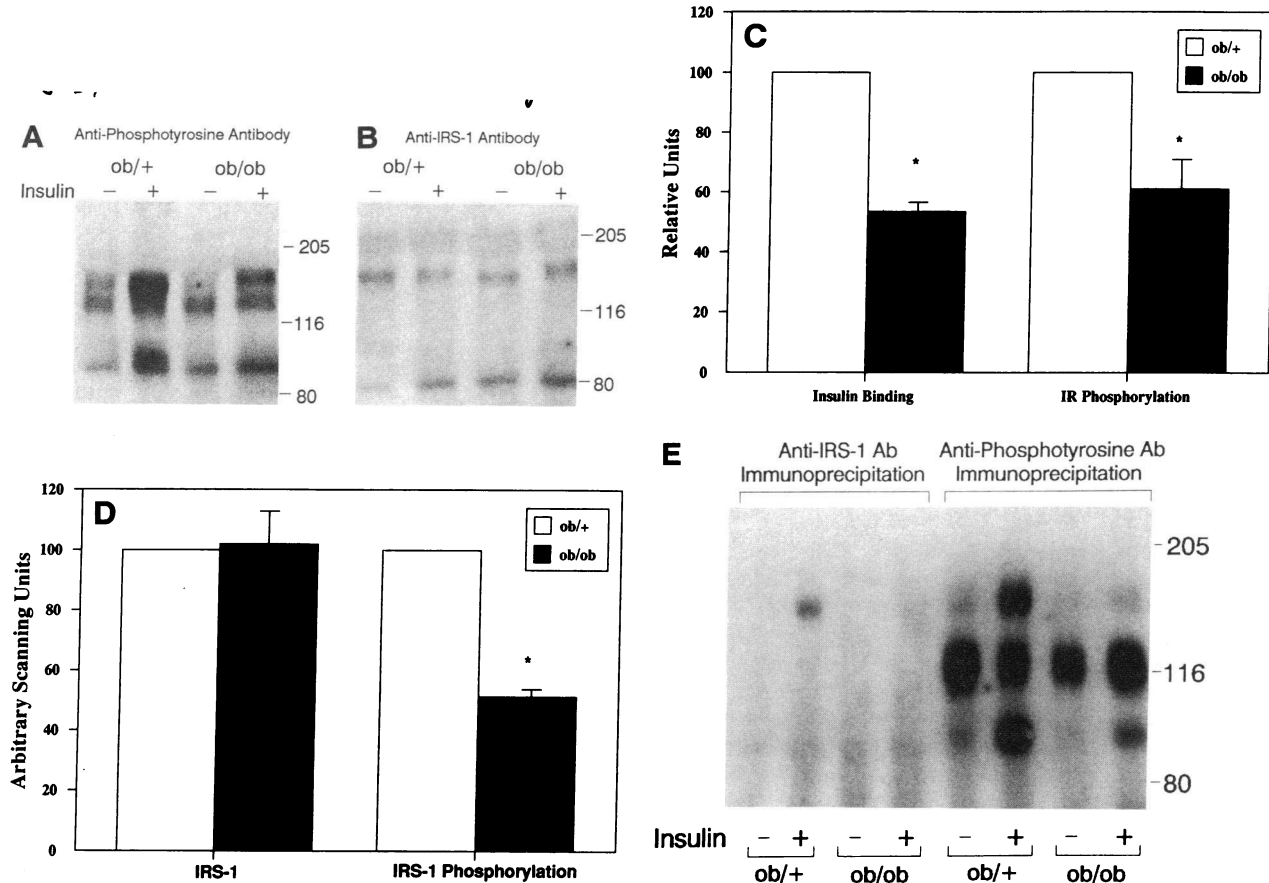 A
Anti-Phosphotyrosine Antibody
ob/+ ob/ob
Insulin − + − +
−205
−116
−80
B
Anti-IRS-1 Antibody
ob/+ ob/ob
− + − +
−205
−116
−80
C
ob/+
ob/ob
Relative Units
120
100
80
60
40
20
0
*
*
Insulin Binding
IR Phosphorylation
D
ob/+
ob/ob
Arbitrary Scanning Units
120
100
80
60
40
20
0
*
IRS-1
IRS-1 Phosphorylation
E
Anti-IRS-1 Ab
Immunoprecipitation
Anti-Phosphotyrosine Ab
Immunoprecipitation
−205
−116
−80
Insulin − + − + − + − +
ob/+ ob/ob ob/+ ob/ob